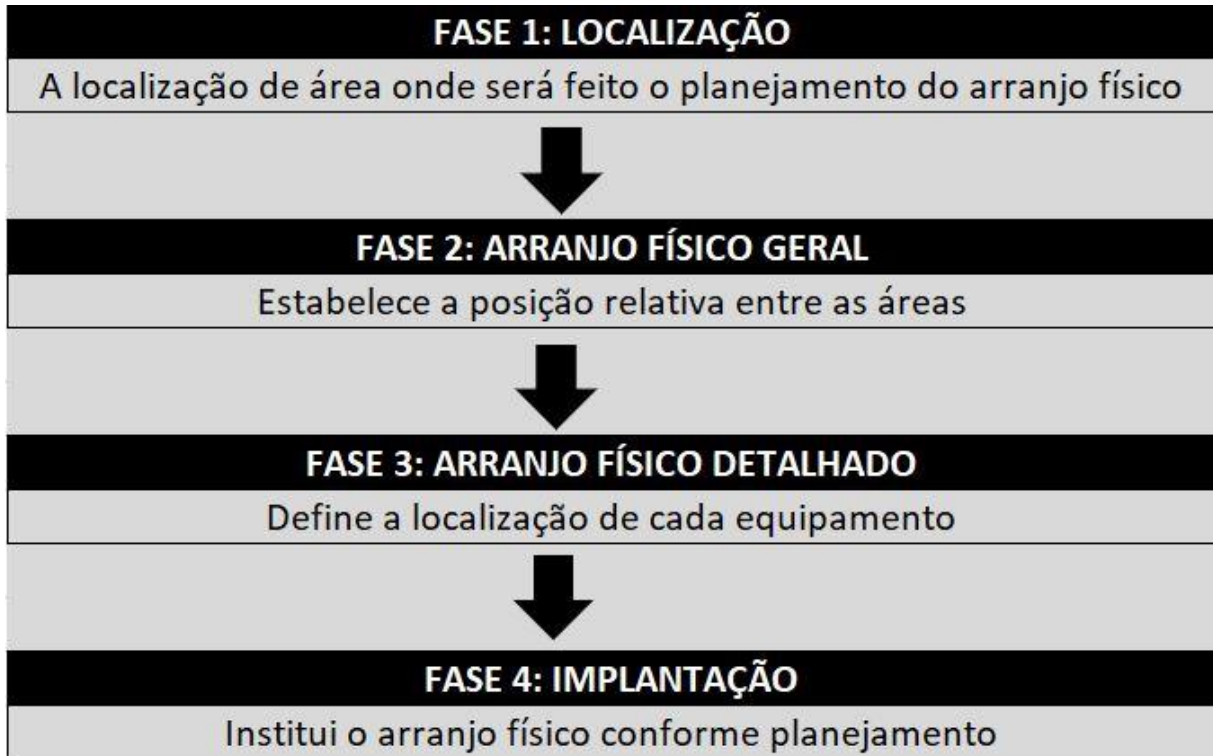 FASE 1: LOCALIZAÇÃO
A localização de área onde será feito o planejamento do arranjo físico
FASE 2: ARRANJO FÍSICO GERAL
Estabelece a posição relativa entre as áreas
FASE 3: ARRANJO FÍSICO DETALHADO
Define a localização de cada equipamento
FASE 4: IMPLANTAÇÃO
Institui o arranjo físico conforme planejamento